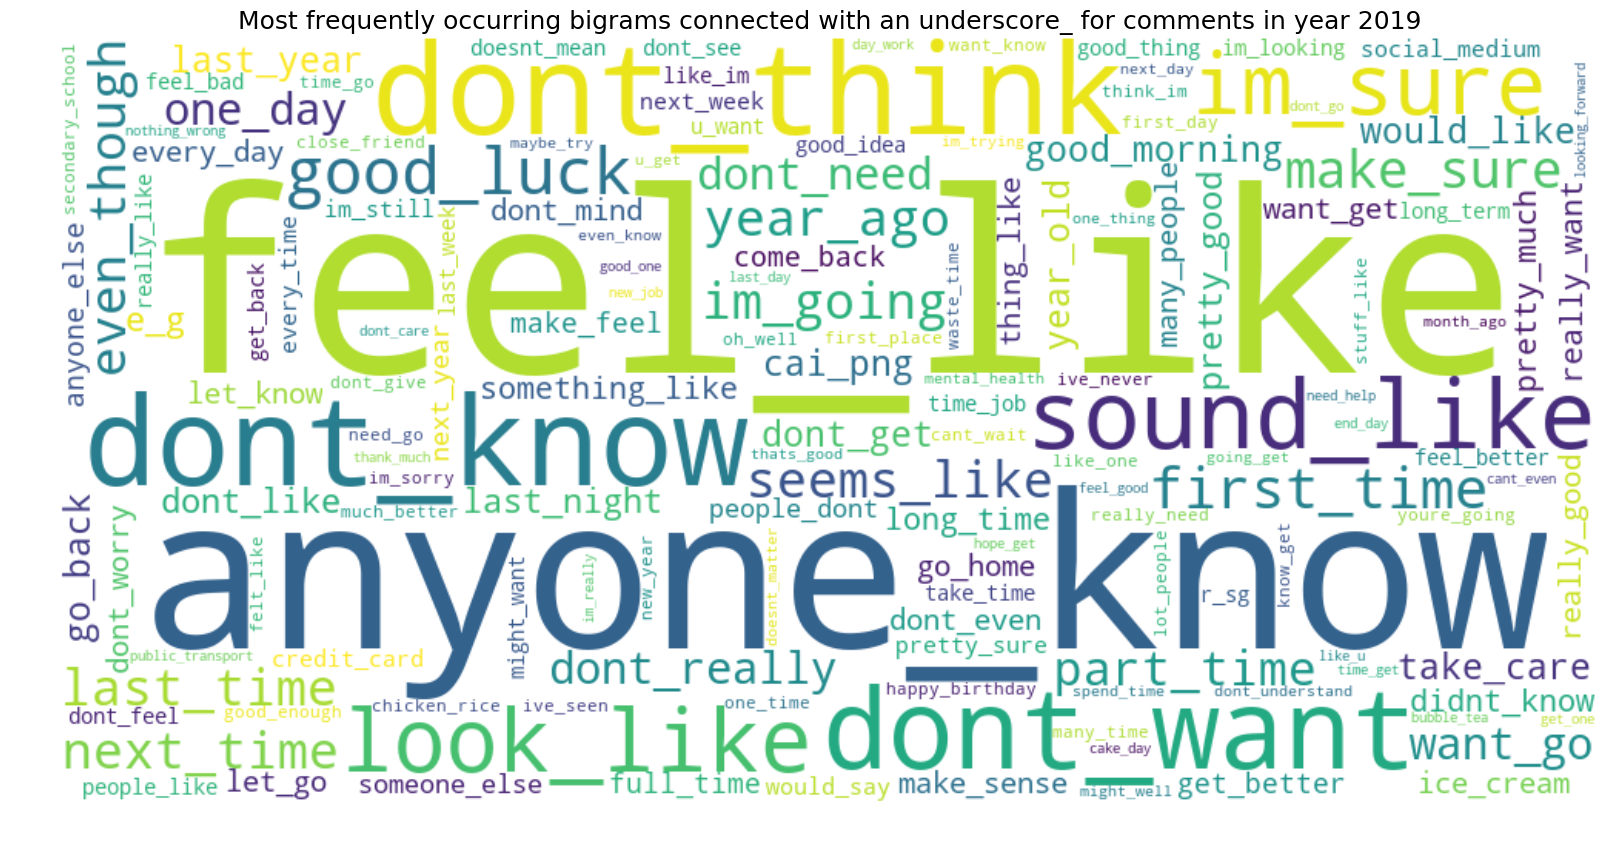 Most frequently occurring bigrams connected with an underscore_ for comments in year 2019
secondary_school
even_though
last_year
doesnt_mean
dont_see
day_work
want_know
good_thing
im_looking
social_medium
feel_bad
time_go
dont_think
like_im
next_day
im_sure
looking_forward
one_day
next_week
think_im
dont_go
nothing_wrong
u_want
first_day
would_like
every_day
close_friend
maybe_try
good_idea
im_trying
good_morning
good_luck
u_get
dont_need
make_sure
really_like
im_still
dont_mind
year_ago
thing_like
year_old
one_thing
many_people
pretty_good
want_get
long_term
pretty_much
really_want
anyone_else
every_time
last_week
even_know
come_back
waste_time
feel_like
get_back
good_one
last_day
new_job
e_g
dont_care
make_feel
im_going
oh_well
first_place
stuff_like
month_ago
next_year
cai_png
let_know
dont_give
something_like
mental_health
ive_never
time_job
need_help
dont_know
need_go
dont_get
cant_wait
sound_like
end_day
thank_much
thats_good
im_sorry
seems_like
like_one
going_get
feel_better
feel_good
first_time
cant_even
really_good
go_back
dont_worry
dont_like
much_better
last_night
people_dont
long_time
really_need
youre_going
anyone_know
felt_like
might_want
im_really
new_year
doesnt_matter
hope_get
go_home
take_time
lot_people
r_sg
know_get
dont_even
pretty_sure
public_transport
credit_card
dont_really
part_time
like_u
time_get
take_care
last_time
happy_birthday
spend_time
dont_understand
didnt_know
dont_feel
good_enough
chicken_rice
ive_seen
one_time
dont_want
bubble_tea
get_one
next_time
look_like
many_time
cake_day
want_go
people_like
let_go
someone_else
full_time
would_say
make_sense
might_well
get_better
ice_cream